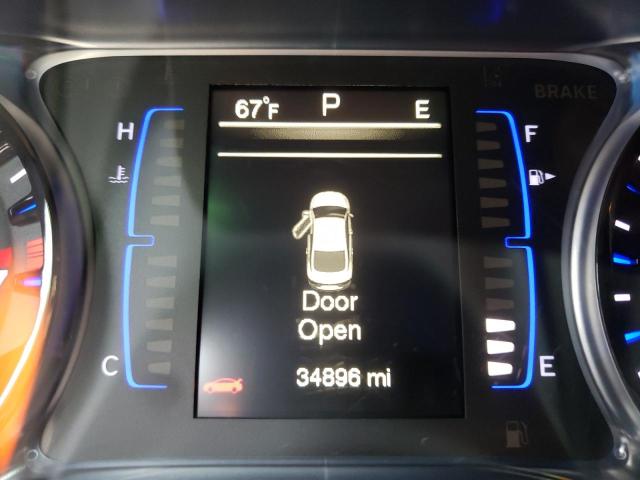 BRAKE
67°F P E
H F
Door
Open
C E
34896 mi